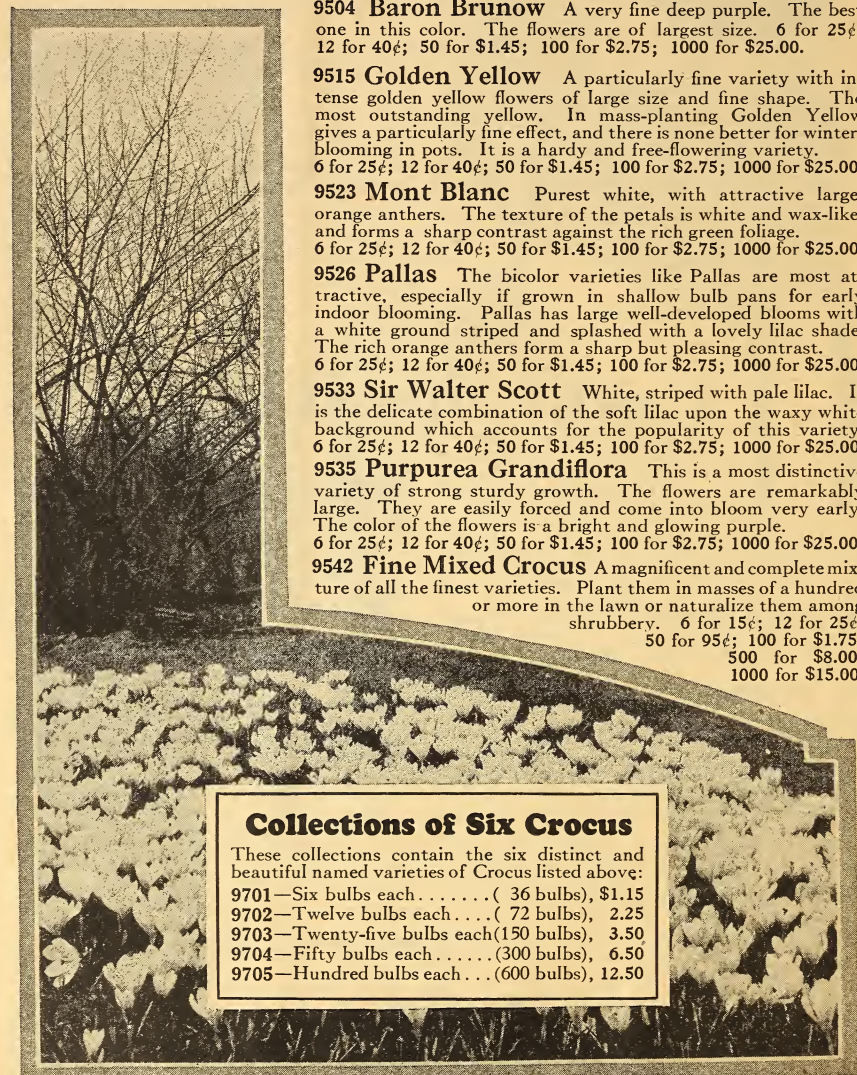 9504 Baron Brunow A very fine deep purple. The bes
one in this color. The flowers are of largest size. 6 for 25¢
12 for 40¢; 50 for $1.45; 100 for $2.75; 1000 for $25.00.
9515 Golden Yellow A particularly fine variety with in
tense golden yellow flowers of large size and fine shape. The
most outstanding yellow. In mass-planting Golden Yellow
gives a particularly fine effect, and there is none better for winter
blooming in pots. It is a hardy and free-flowering variety.
6 for 25¢; 12 for 40¢; 50 for $1.45; 100 for $2.75; 1000 for $25.00
9523 Mont Blanc Purest white, with attractive large
orange anthers. The texture of the petals is white and wax-like
and forms a sharp contrast against the rich green foliage.
6 for 25¢; 12 for 40¢; 50 for $1.45; 100 for $2.75; 1000 for $25.00
9526 Pallas The bicolor varieties like Pallas are most at
tractive, especially if grown in shallow bulb pans for earl
indoor blooming. Pallas has large well-developed blooms wit
a white ground striped and splashed with a lovely lilac shade
The rich orange anthers form a sharp but pleasing contrast.
6 for 25¢; 12 for 40¢; 50 for $1.45; 100 for $2.75; 1000 for $25.00
9533 Sir Walter Scott White, striped with pale lilac. I
is the delicate combination of the soft lilac upon the waxy whit
background which accounts for the popularity of this variety
6 for 25¢; 12 for 40¢; 50 for $1.45; 100 for $2.75; 1000 for $25.00
9535 Purpurea Grandiflora This is a most distinctiv
variety of strong sturdy growth. The flowers are remarkabl
large. They are easily forced and come into bloom very early
The color of the flowers is a bright and glowing purple.
6 for 25¢; 12 for 40¢; 50 for $1.45; 100 for $2.75; 1000 for $25.00
9542 Fine Mixed Crocus A magnificent and complete mix
ture of all the finest varieties. Plant them in masses of a hundred
or more in the lawn or naturalize them among
shrubbery. 6 for 15¢; 12 for 25¢
50 for 95¢; 100 for $1.75
500 for $8.00
1000 for $15.00
Collections of Six Crocus
These collections contain the six distinct and
beautiful named varieties of Crocus listed above:
9701—Six bulbs each.......( 36 bulbs), $1.15
9702—Twelve bulbs each....( 72 bulbs), 2.25
9703—Twenty-five bulbs each(150 bulbs), 3.50
9704—Fifty bulbs each......(300 bulbs), 6.50
9705—Hundred bulbs each...(600 bulbs), 12.50